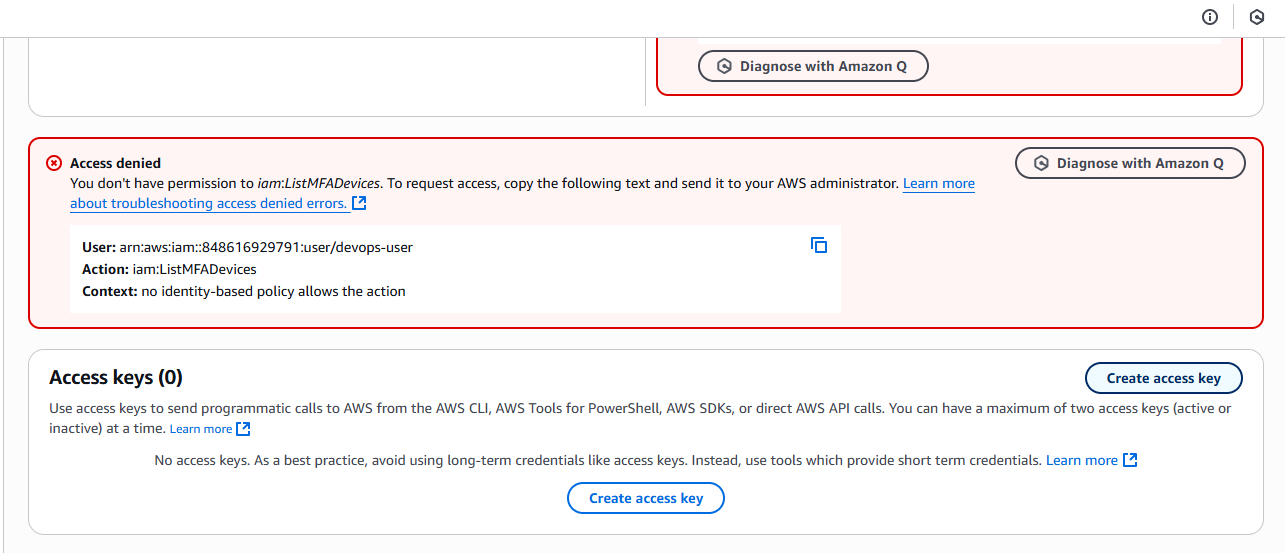 Diagnose with Amazon Q
Access denied
Diagnose with Amazon Q
You don't have permission to iam:ListMFADevices. To request access, copy the following text and send it to your AWS administrator. Learn more
about troubleshooting access denied errors.
User: arn:aws:iam::848616929791:user/devops-user
Action: iam:ListMFADevices
Context: no identity-based policy allows the action
Access keys (0)
Create access key
Use access keys to send programmatic calls to AWS from the AWS CLI, AWS Tools for PowerShell, AWS SDKs, or direct AWS API calls. You can have a maximum of two access keys (active or
inactive) at a time. Learn more
No access keys. As a best practice, avoid using long-term credentials like access keys. Instead, use tools which provide short term credentials. Learn more
Create access key